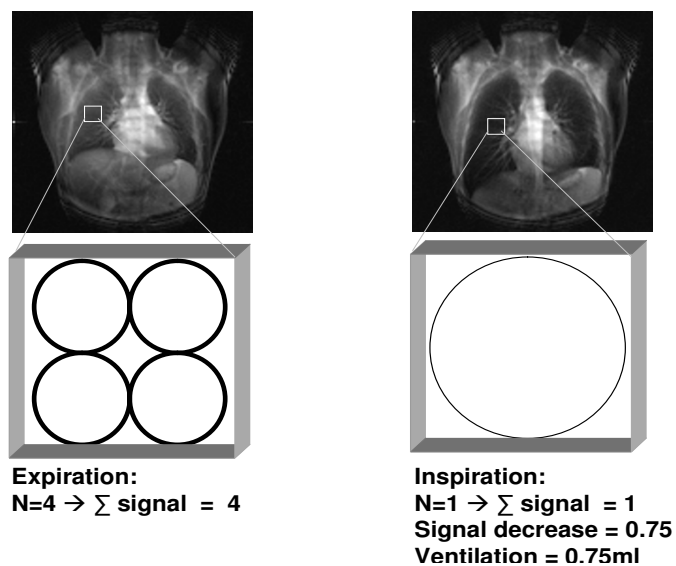 Expiration:
N=4 → ∑ signal = 4
Inspiration:
N=1 → ∑ signal = 1
Signal decrease = 0.75
Ventilation = 0.75ml